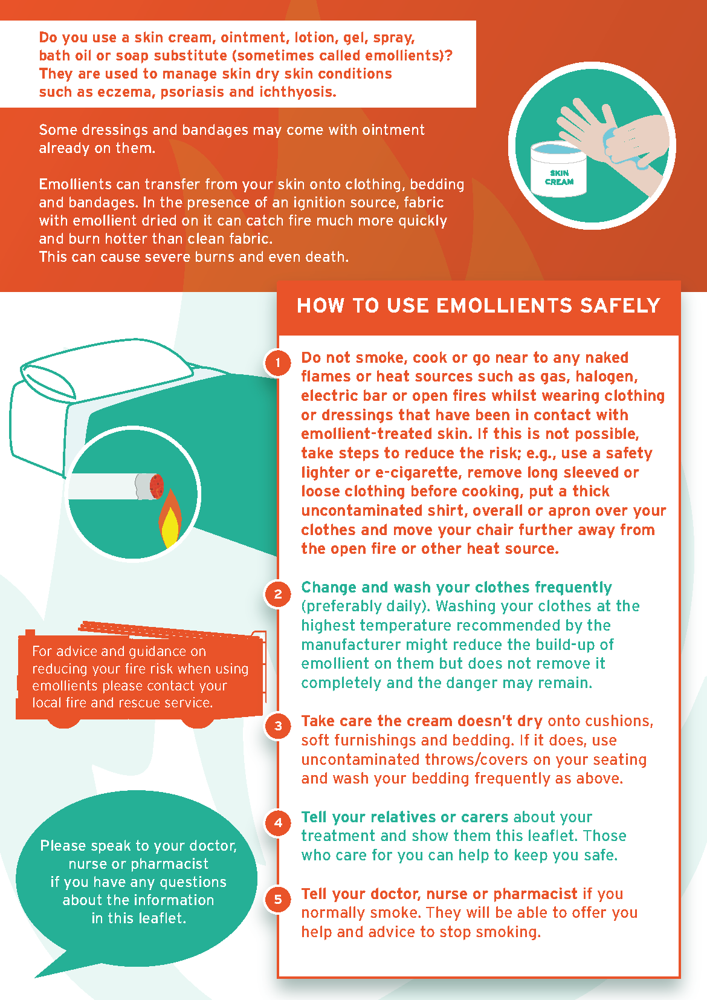 Do you use a skin cream, ointment, lotion, gel, spray,
bath oil or soap substitute (sometimes called emollients)?
They are used to manage skin dry skin conditions
such as eczema, psoriasis and ichthyosis.
Some dressings and bandages may come with ointment
already on them.
Emollients can transfer from your skin onto clothing, bedding
and bandages. In the presence of an ignition source, fabric
with emollient dried on it can catch fire much more quickly
and burn hotter than clean fabric.
This can cause severe burns and even death.
SKIN
CREAM
HOW TO USE EMOLLIENTS SAFELY
1
Do not smoke, cook or go near to any naked
flames or heat sources such as gas, halogen,
electric bar or open fires whilst wearing clothing
or dressings that have been in contact with
emollient-treated skin. If this is not possible,
take steps to reduce the risk; e.g., use a safety
lighter or e-cigarette, remove long sleeved or
loose clothing before cooking, put a thick
uncontaminated shirt, overall or apron over your
clothes and move your chair further away from
the open fire or other heat source.
2
Change and wash your clothes frequently
(preferably daily). Washing your clothes at the
highest temperature recommended by the
manufacturer might reduce the build-up of
emollient on them but does not remove it
completely and the danger may remain.
3
Take care the cream doesn't dry onto cushions,
soft furnishings and bedding. If it does, use
uncontaminated throws/covers on your seating
and wash your bedding frequently as above.
4
Tell your relatives or carers about your
treatment and show them this leaflet. Those
who care for you can help to keep you safe.
5
Tell your doctor, nurse or pharmacist if you
normally smoke. They will be able to offer you
help and advice to stop smoking.
For advice and guidance on
reducing your fire risk when using
emollients please contact your
local fire and rescue service.
Please speak to your doctor,
nurse or pharmacist
if you have any questions
about the information
in this leaflet.